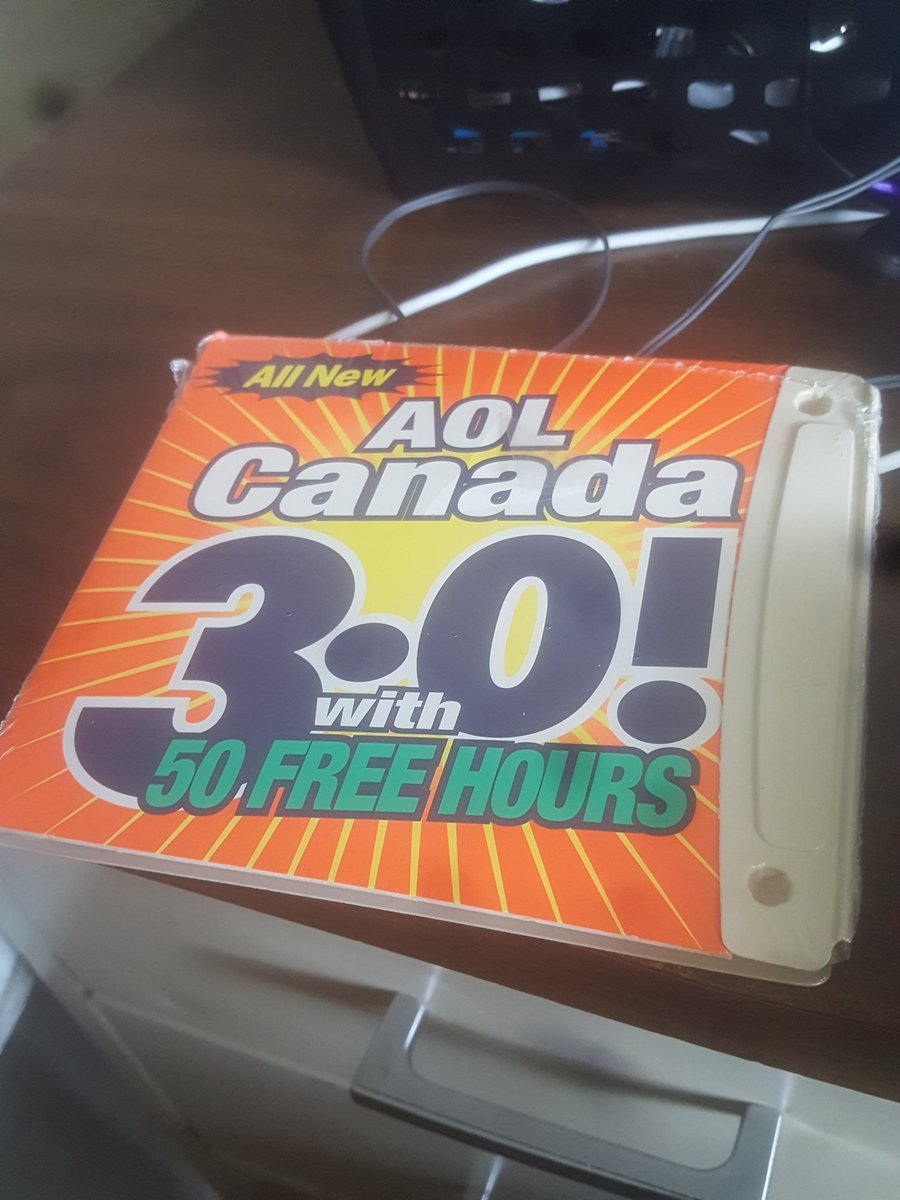 All New
AOL
Canada
3.0!
with
50 FREE HOURS